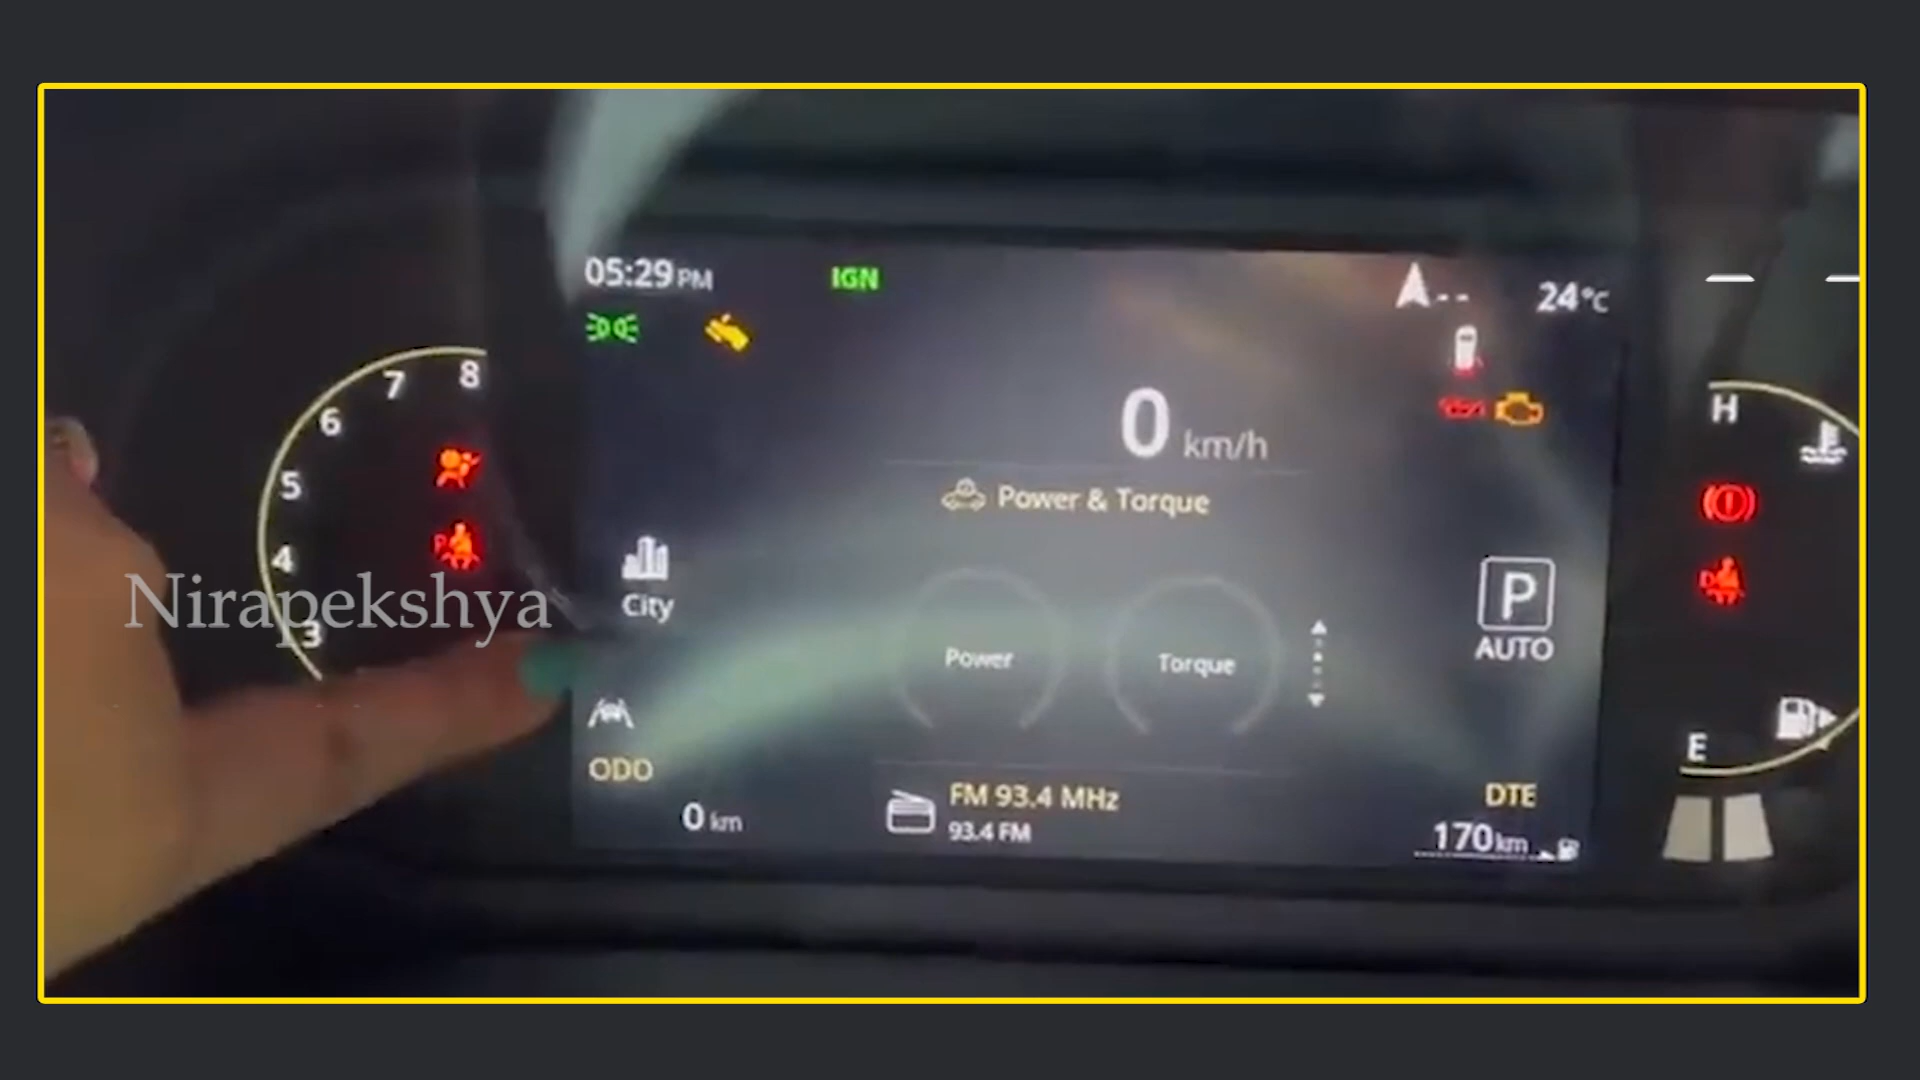 05:29 PM
IGN
24°C
8
7
6
5
4
3
0 km/h
H
Power & Torque
City
P
AUTO
Nirapekshya
Power
Torque
E
ODO
0 km
FM 93.4 MHz
93.4 FM
DTE
170 km